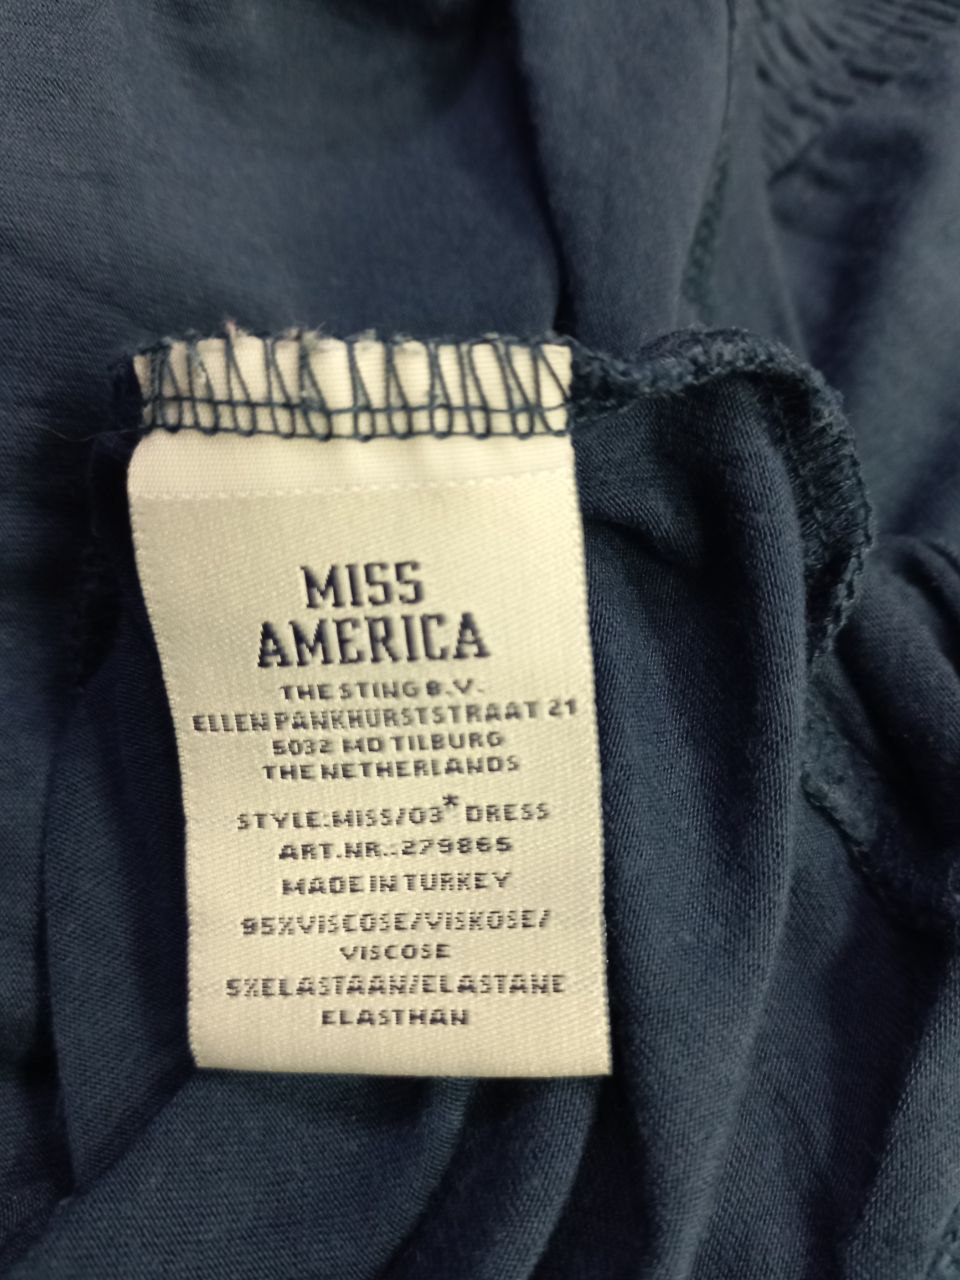 MISS
AMERICA
THE STING B.V.
ELLEN PANKHURSTSTRAAT 21
5032 MD TILBURG
THE NETHERLANDS
STYLE:MISS/03* DRESS
ART.NR.:279865
MADE IN TURKEY
95%VISCOSE/VISKOSE/
VISCOSE
5%ELASTAAN/ELASTANE
ELASTHAN